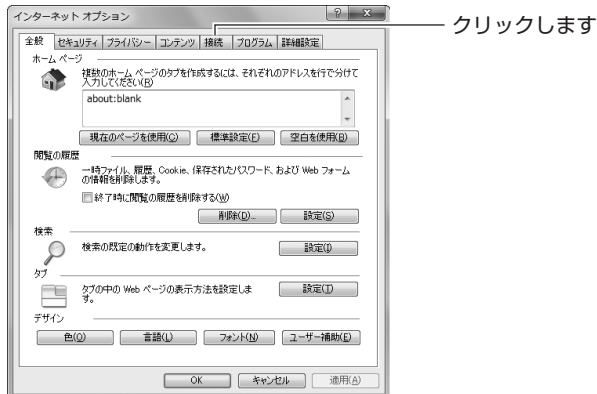 インターネット オプション
クリックします
全般 セキュリティ プライバシー コンテンツ 接続 プログラム 詳細設定
ホーム ページ
複数のホーム ページのタブを作成するには、それぞれのアドレスを行で分けて
入力してください(R)
about:blank
現在のページを使用(C) 標準設定(F) 空白を使用(B)
閲覧の履歴
一時ファイル、履歴、Cookie、保存されたパスワード、および Web フォーム
の情報を削除します。
終了時に閲覧の履歴を削除する(W)
削除(D)... 設定(S)
検索
検索の既定の動作を変更します。
設定(I)
タブ
タブの中の Web ページの表示方法を設定しま
す。
設定(T)
デザイン
色(O) 言語(L) フォント(N) ユーザー補助(E)
OK キャンセル 適用(A)